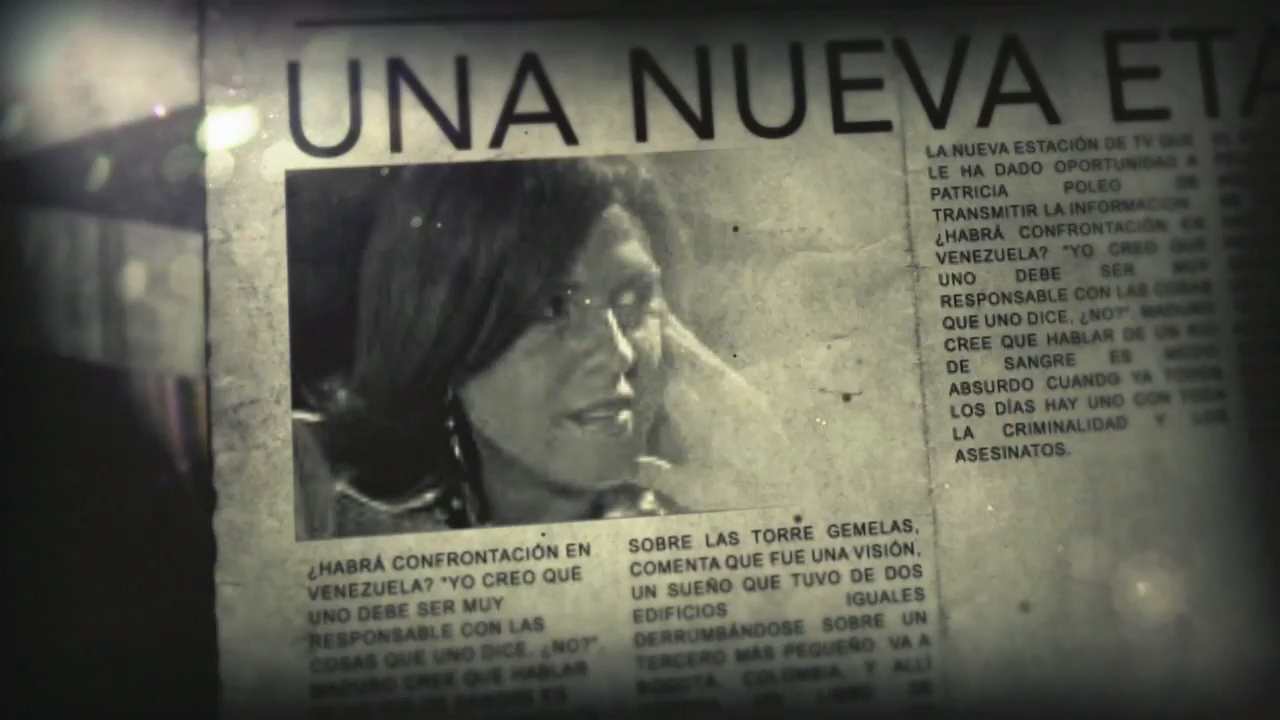 UNA NUEVA ETA
LA NUEVA ESTACIÓN DE TV QUE
LE HA DADO OPORTUNIDAD A
PATRICIA POLEO DE
TRANSMITIR LA INFORMACIÓN
¿HABRÁ CONFRONTACIÓN EN
VENEZUELA? "YO CREO QUE
UNO DEBE SER MUY
RESPONSABLE CON LAS COSAS
QUE UNO DICE, ¿NO?". MADURO
CREE QUE HABLAR DE UN RÍO
DE SANGRE ES MEDIO
ABSURDO CUANDO YA TODOS
LOS DÍAS HAY UNO CON TODA
LA CRIMINALIDAD Y LOS
ASESINATOS.
¿HABRÁ CONFRONTACIÓN EN
VENEZUELA? "YO CREO QUE
UNO DEBE SER MUY
RESPONSABLE CON LAS
COSAS QUE UNO DICE, ¿NO?".
MADURO CREE QUE HABLAR
SOBRE LAS TORRE GEMELAS,
COMENTA QUE FUE UNA VISIÓN,
UN SUEÑO QUE TUVO DE DOS
EDIFICIOS IGUALES
DERRUMBÁNDOSE SOBRE UN
TERCERO MÁS PEQUEÑO. VA A
BOGOTA, COLOMBIA, Y ALLÍ